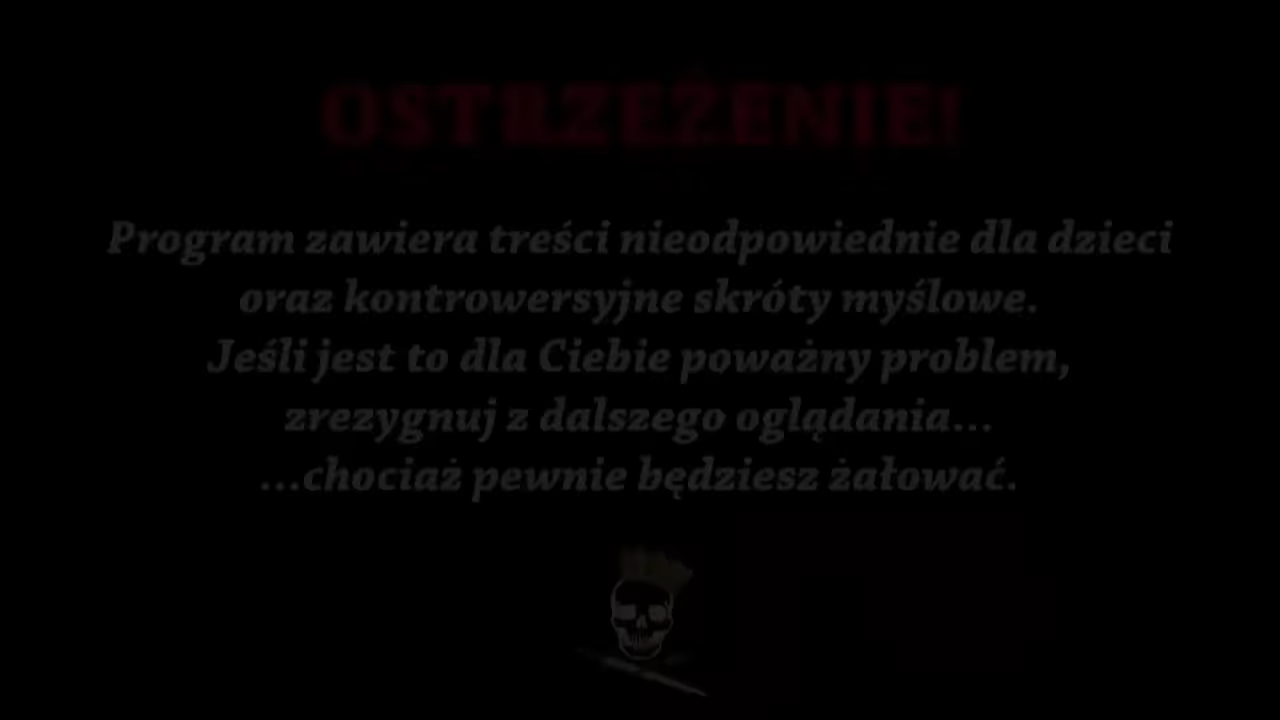 OSTRZEŻENIE!
Program zawiera treści nieodpowiednie dla dzieci
oraz kontrowersyjne skróty myślowe.
Jeśli jest to dla Ciebie poważny problem,
zrezygnuj z dalszego oglądania...
...chociaż pewnie będziesz żałować.